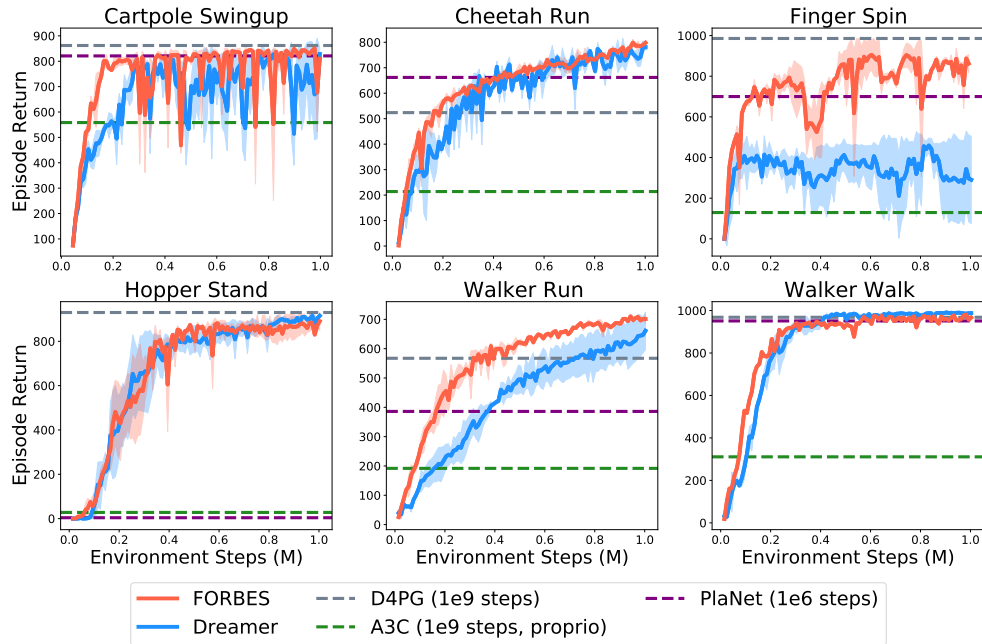 Cartpole Swingup
Cheetah Run
Finger Spin
Episode Return
900
800
700
600
500
400
300
200
100
0.0 0.2 0.4 0.6 0.8 1.0
800
700
600
500
400
300
200
100
0
0.0 0.2 0.4 0.6 0.8 1.0
1000
800
600
400
200
0
0.0 0.2 0.4 0.6 0.8 1.0
Hopper Stand
Walker Run
Walker Walk
Episode Return
800
600
400
200
0
0.0 0.2 0.4 0.6 0.8 1.0
Environment Steps (M)
700
600
500
400
300
200
100
0
0.0 0.2 0.4 0.6 0.8 1.0
Environment Steps (M)
1000
800
600
400
200
0
0.0 0.2 0.4 0.6 0.8 1.0
Environment Steps (M)
FORBES
Dreamer
D4PG (1e9 steps)
A3C (1e9 steps, proprio)
PlaNet (1e6 steps)